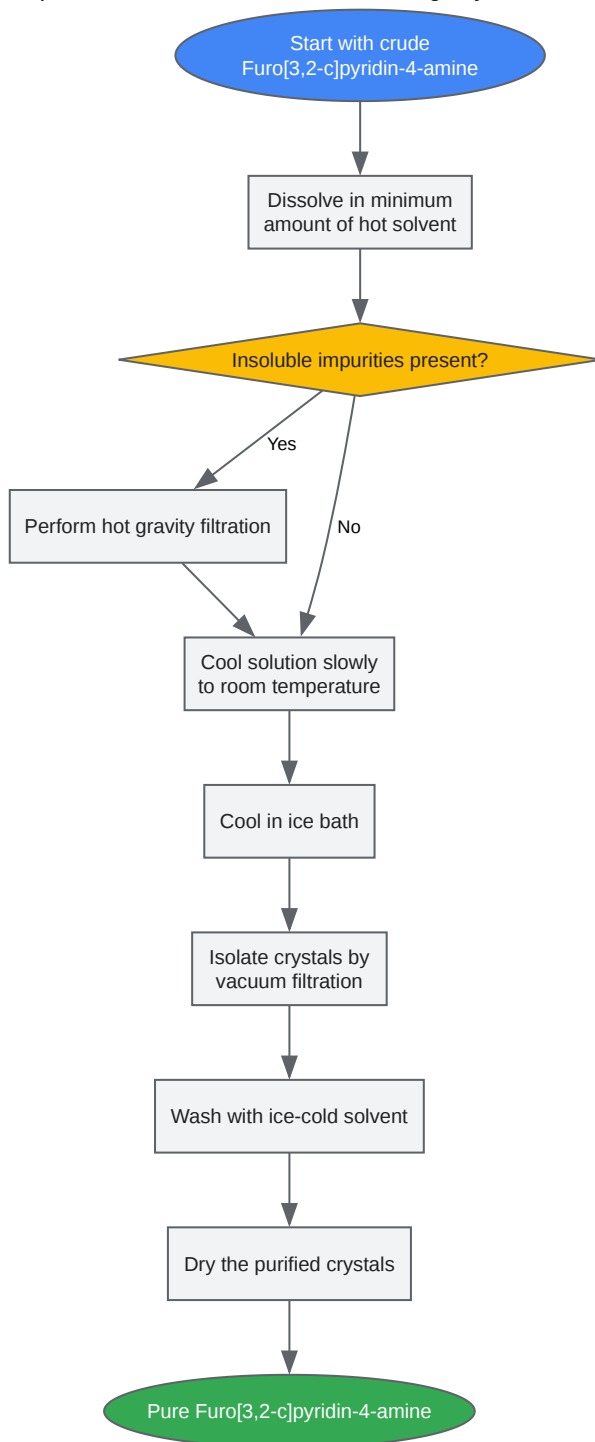 Start with crude
Furo[3,2-c]pyridin-4-amine
Dissolve in minimum
amount of hot solvent
Insoluble impurities present?
Yes
Perform hot gravity filtration
No
Cool solution slowly
to room temperature
Cool in ice bath
Isolate crystals by
vacuum filtration
Wash with ice-cold solvent
Dry the purified crystals
Pure Furo[3,2-c]pyridin-4-amine